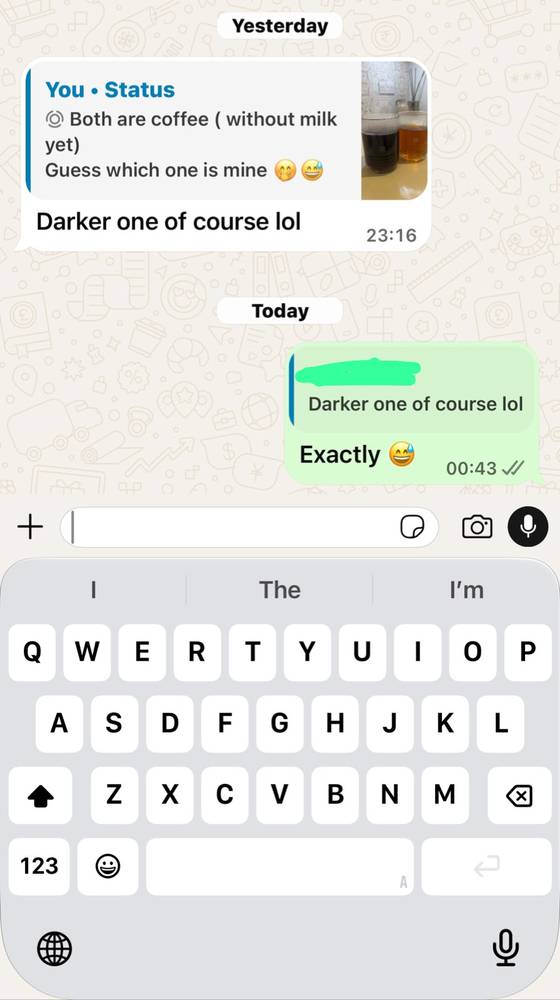 Yesterday
You • Status
Both are coffee ( without milk
yet)
Guess which one is mine 🤭😅
Darker one of course lol
23:16
Today
Darker one of course lol
Exactly 😅
00:43
I The I'm
Q W E R T Y U I O P
A S D F G H J K L
Z X C V B N M
123
A